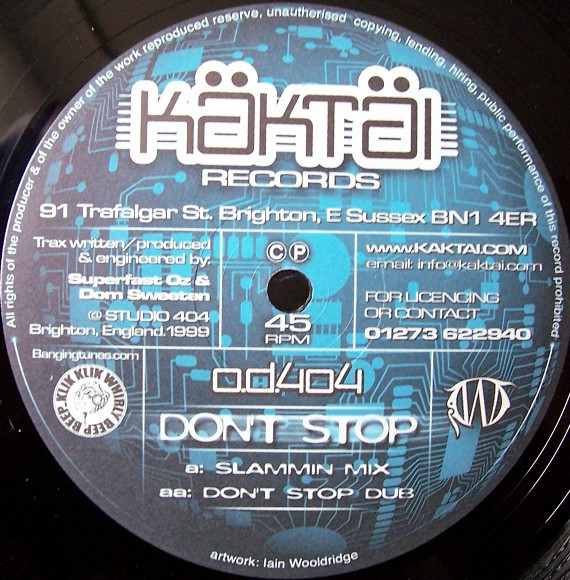 All rights of the producer & of the owner of the work reproduced reserve, unautherised copying, lending, hiring, public performance of this record prohibited
KÄKTÄI
RECORDS
91 Trafalgar St. Brighton, E Sussex BN1 4ER
Trax written/produced
& engineered by:
Superfast Oz &
Dom Sweeten
@ STUDIO 404
Brighton, England.1999
©℗
45
RPM
www.KAKTAI.COM
email: info@kaktai.com
FOR LICENCING
OR CONTACT
01273 622940
Bangingtunes.com
KLIK KLIK WHIRLY BEEP BEEP
o.d.404
DON'T STOP
a: SLAMMIN MIX
aa: DON'T STOP DUB
artwork: Iain Wooldridge